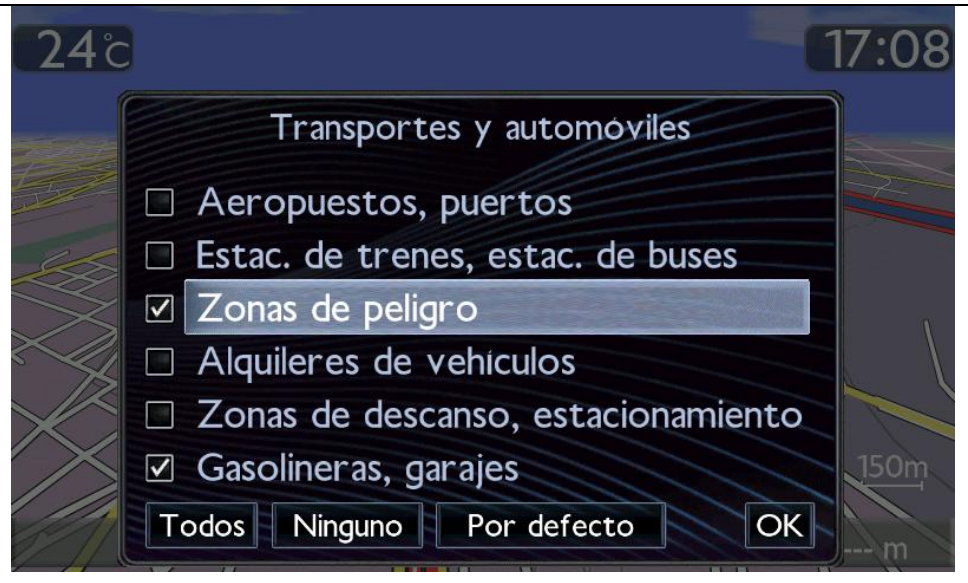 24°C
17:08
Transportes y automóviles
Aeropuestos, puertos
Estac. de trenes, estac. de buses
Zonas de peligro
Alquileres de vehículos
Zonas de descanso, estacionamiento
Gasolineras, garajes
150m
Todos Ninguno Por defecto OK
--- m